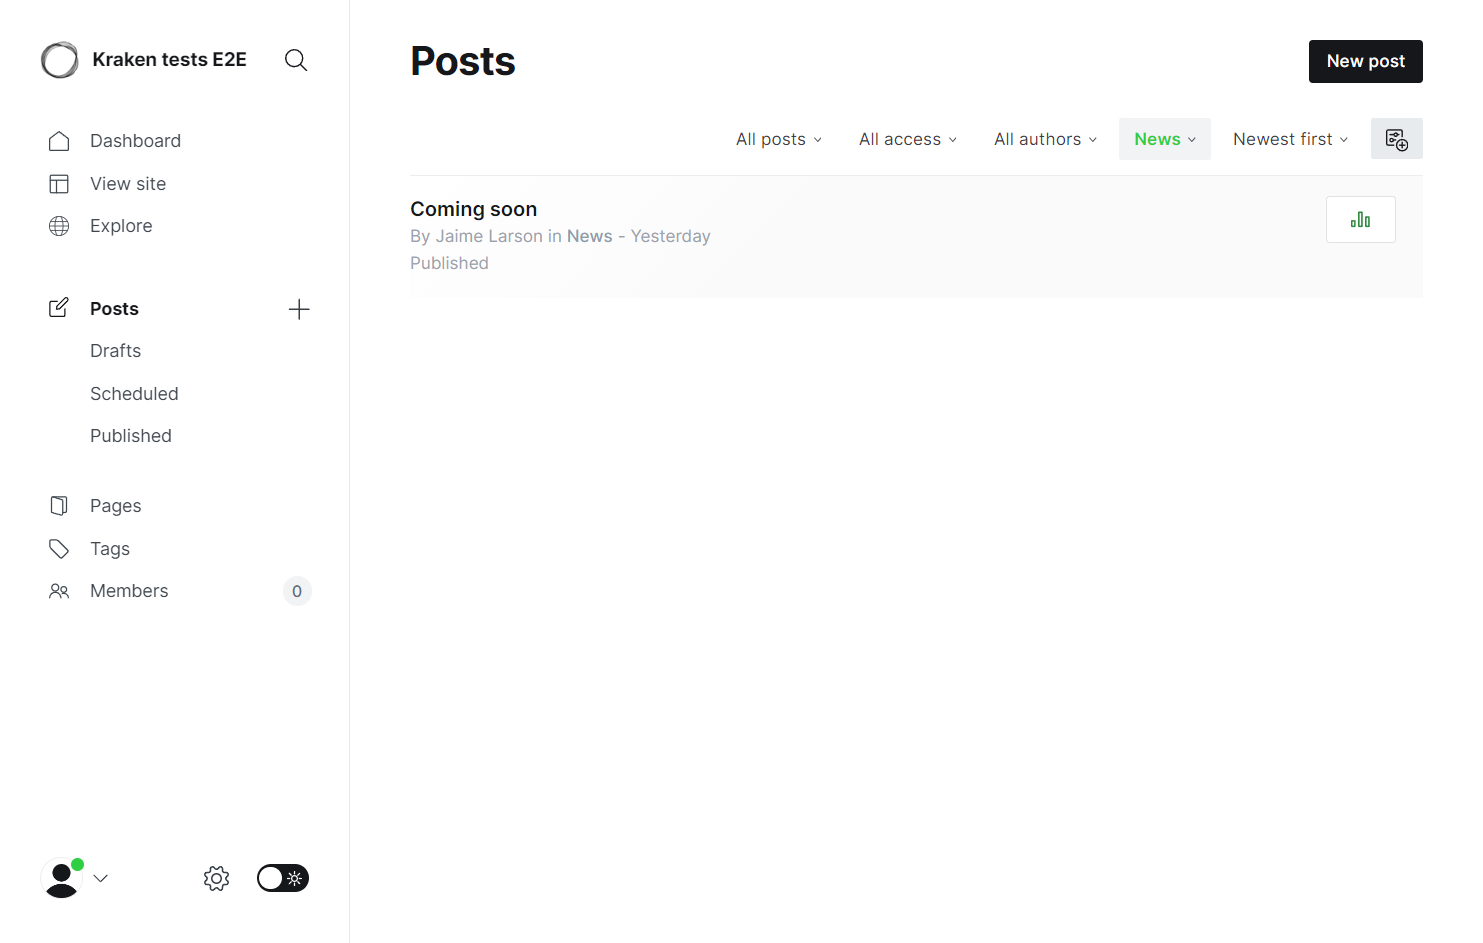 Kraken tests E2E
Dashboard
View site
Explore
Posts
Drafts
Scheduled
Published
Pages
Tags
Members 0
Posts
New post
All posts All access All authors News Newest first
Coming soon
By Jaime Larson in News - Yesterday
Published